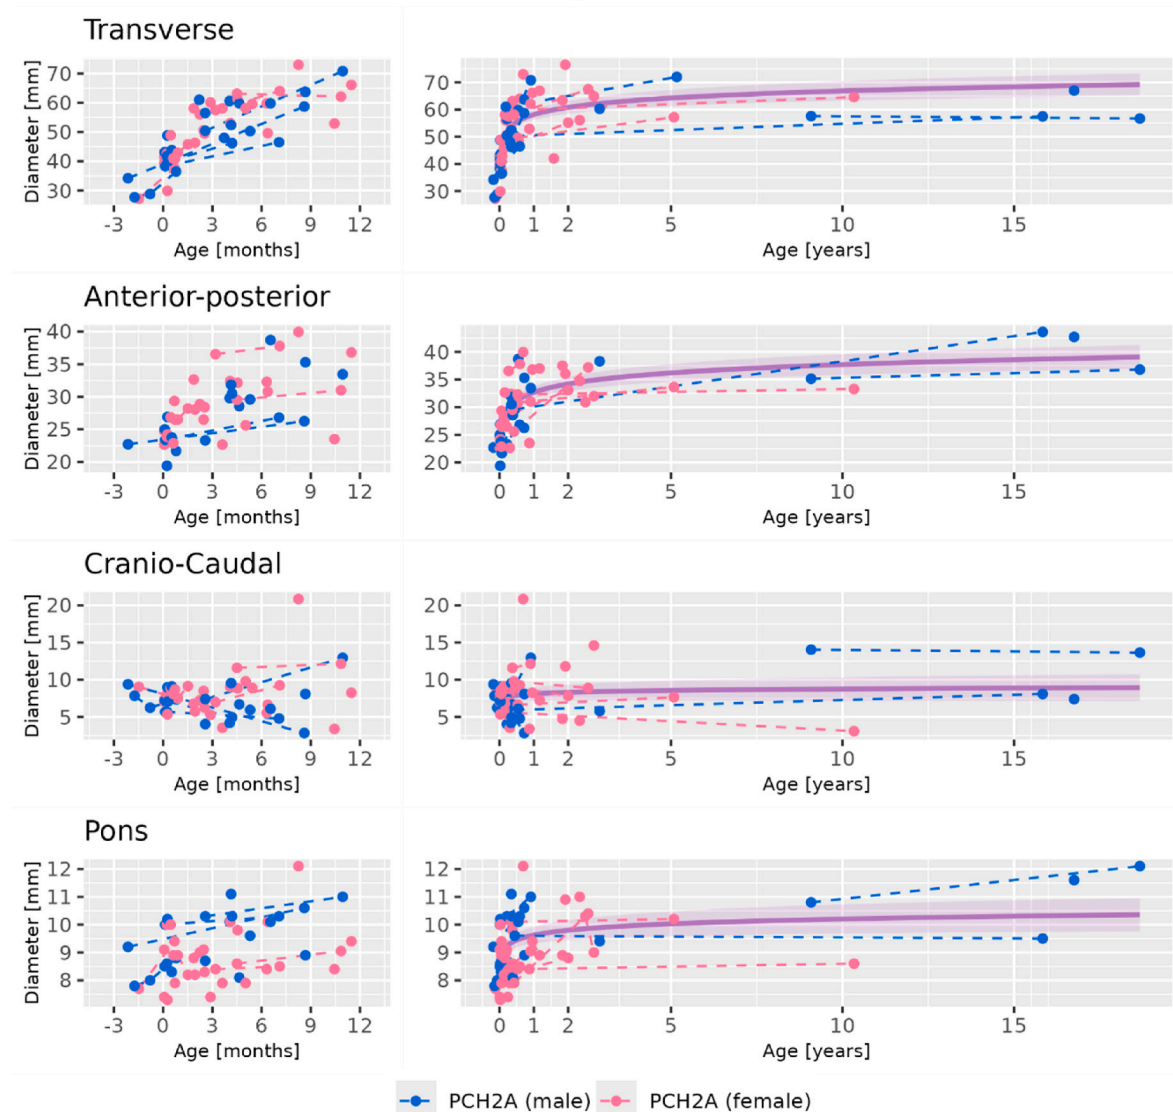 Transverse
Diameter [mm]
70
60
50
40
30
-3 0 3 6 9 12
Age [months]
70
60
50
40
30
0 1 2 5 10 15
Age [years]
Anterior-posterior
Diameter [mm]
40
35
30
25
20
-3 0 3 6 9 12
Age [months]
40
35
30
25
20
0 1 2 5 10 15
Age [years]
Cranio-Caudal
Diameter [mm]
20
15
10
5
-3 0 3 6 9 12
Age [months]
20
15
10
5
0 1 2 5 10 15
Age [years]
Pons
Diameter [mm]
12
11
10
9
8
-3 0 3 6 9 12
Age [months]
12
11
10
9
8
0 1 2 5 10 15
Age [years]
PCH2A (male) PCH2A (female)